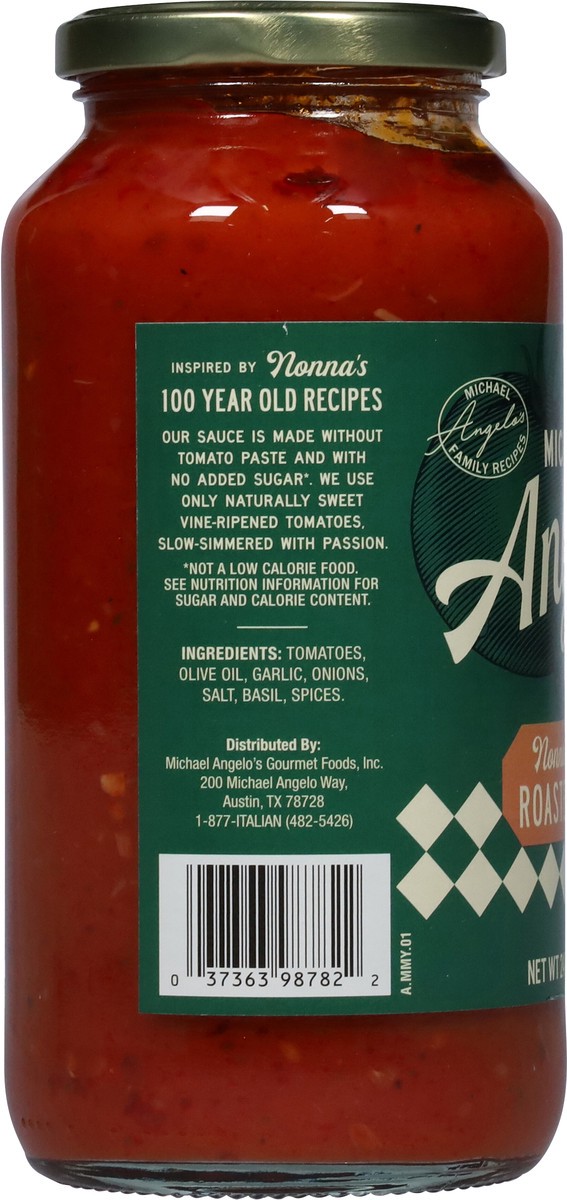 INSPIRED BY Nonna's
100 YEAR OLD RECIPES
OUR SAUCE IS MADE WITHOUT
TOMATO PASTE AND WITH
NO ADDED SUGAR*. WE USE
ONLY NATURALLY SWEET
VINE-RIPENED TOMATOES,
SLOW-SIMMERED WITH PASSION.
*NOT A LOW CALORIE FOOD.
SEE NUTRITION INFORMATION FOR
SUGAR AND CALORIE CONTENT.
INGREDIENTS: TOMATOES,
OLIVE OIL, GARLIC, ONIONS,
SALT, BASIL, SPICES.
Distributed By:
Michael Angelo's Gourmet Foods, Inc.
200 Michael Angelo Way,
Austin, TX 78728
1-877-ITALIAN (482-5426)
0 37363 98782 2
A.MMY.01
MICHAEL
Angelo's
FAMILY RECIPES
MIC
An
Nonn
ROAST
NET WT 2